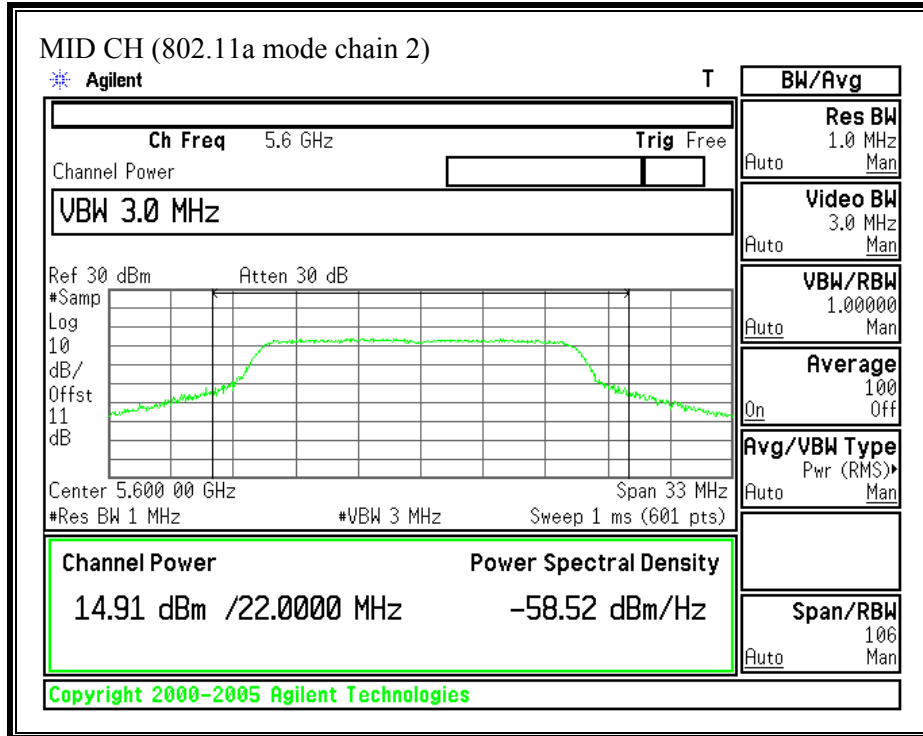 MID CH (802.11a mode chain 2)
Agilent T
Ch Freq 5.6 GHz Trig Free
Channel Power
VBW 3.0 MHz
Ref 30 dBm Atten 30 dB
#Samp
Log
10
dB/
Offst
11
dB
Center 5.600 00 GHz Span 33 MHz
#Res BW 1 MHz #VBW 3 MHz Sweep 1 ms (601 pts)
Channel Power Power Spectral Density
14.91 dBm /22.0000 MHz -58.52 dBm/Hz
Copyright 2000-2005 Agilent Technologies
BW/Avg
Res BW
1.0 MHz
Auto Man
Video BW
3.0 MHz
Auto Man
VBW/RBW
1.00000
Auto Man
Average
100
On Off
Avg/VBW Type
Pwr (RMS)
Auto Man
Span/RBW
106
Auto Man